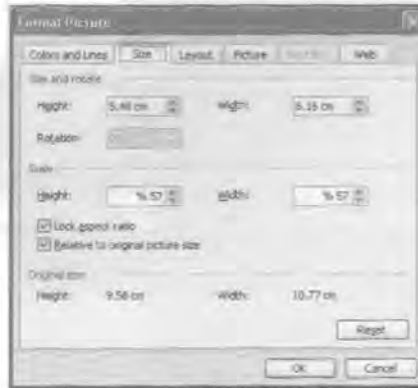 Format Picture
Colors and Lines Size Layout Picture Web
Size and rotate
Height: 5.46 cm Width: 6.15 cm
Rotation:
Scale
Height: % 57 Width: % 57
Lock aspect ratio
Relative to original picture size
Original size
Height: 9.58 cm Width: 10.77 cm
Reset
OK Cancel